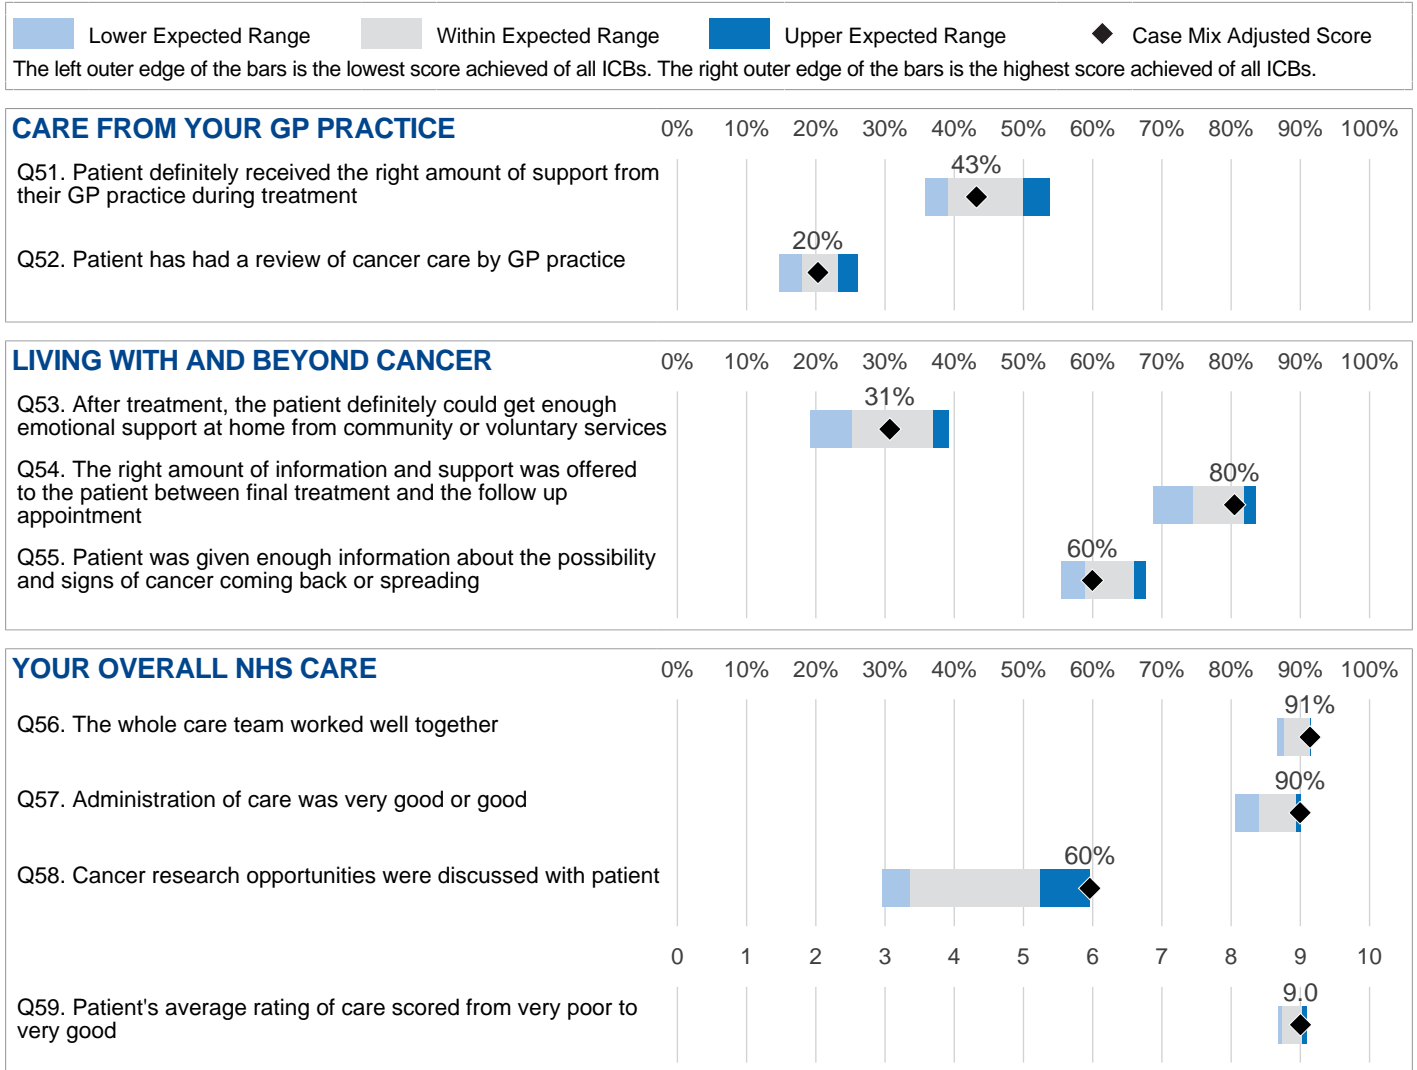 Lower Expected Range Within Expected Range Upper Expected Range Case Mix Adjusted Score
The left outer edge of the bars is the lowest score achieved of all ICBs. The right outer edge of the bars is the highest score achieved of all ICBs.
CARE FROM YOUR GP PRACTICE 0% 10% 20% 30% 40% 50% 60% 70% 80% 90% 100%
43%
Q51. Patient definitely received the right amount of support from
their GP practice during treatment
20%
Q52. Patient has had a review of cancer care by GP practice
LIVING WITH AND BEYOND CANCER 0% 10% 20% 30% 40% 50% 60% 70% 80% 90% 100%
31%
Q53. After treatment, the patient definitely could get enough
emotional support at home from community or voluntary services
80%
Q54. The right amount of information and support was offered
to the patient between final treatment and the follow up
appointment
60%
Q55. Patient was given enough information about the possibility
and signs of cancer coming back or spreading
YOUR OVERALL NHS CARE 0% 10% 20% 30% 40% 50% 60% 70% 80% 90% 100%
91%
Q56. The whole care team worked well together
90%
Q57. Administration of care was very good or good
60%
Q58. Cancer research opportunities were discussed with patient
0 1 2 3 4 5 6 7 8 9 10
9.0
Q59. Patient's average rating of care scored from very poor to
very good